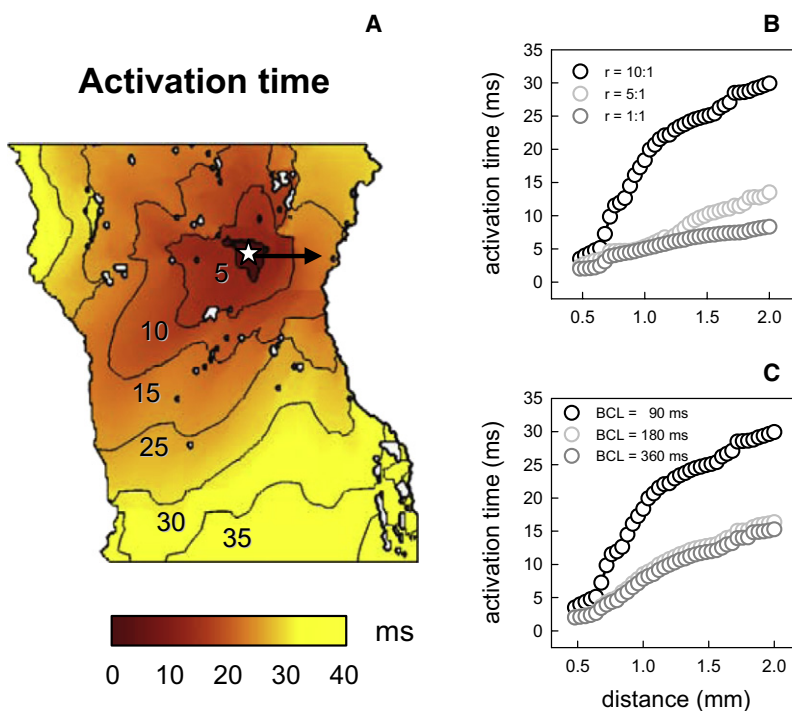 A
Activation time
5
10
15
25
30
35
ms
0 10 20 30 40
B
activation time (ms)
35
30
25
20
15
10
5
0
r = 10:1
r = 5:1
r = 1:1
0.5 1.0 1.5 2.0
C
activation time (ms)
35
30
25
20
15
10
5
0
BCL = 90 ms
BCL = 180 ms
BCL = 360 ms
0.5 1.0 1.5 2.0
distance (mm)